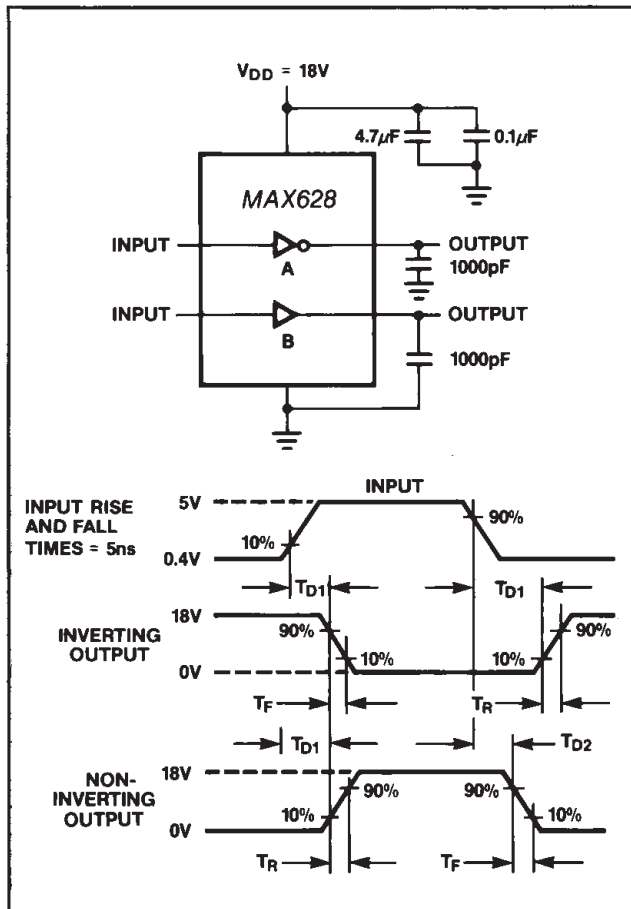 V_DD = 18V
4.7μF
0.1μF
MAX628
INPUT
A
OUTPUT
1000pF
INPUT
B
OUTPUT
1000pF
INPUT
5V
INPUT RISE
AND FALL
TIMES = 5ns
90%
10%
0.4V
T_D1
T_D1
18V
INVERTING
OUTPUT
90%
90%
10%
10%
0V
T_F
T_R
T_D1
T_D2
18V
NON-
INVERTING
OUTPUT
90%
90%
10%
10%
0V
T_R
T_F